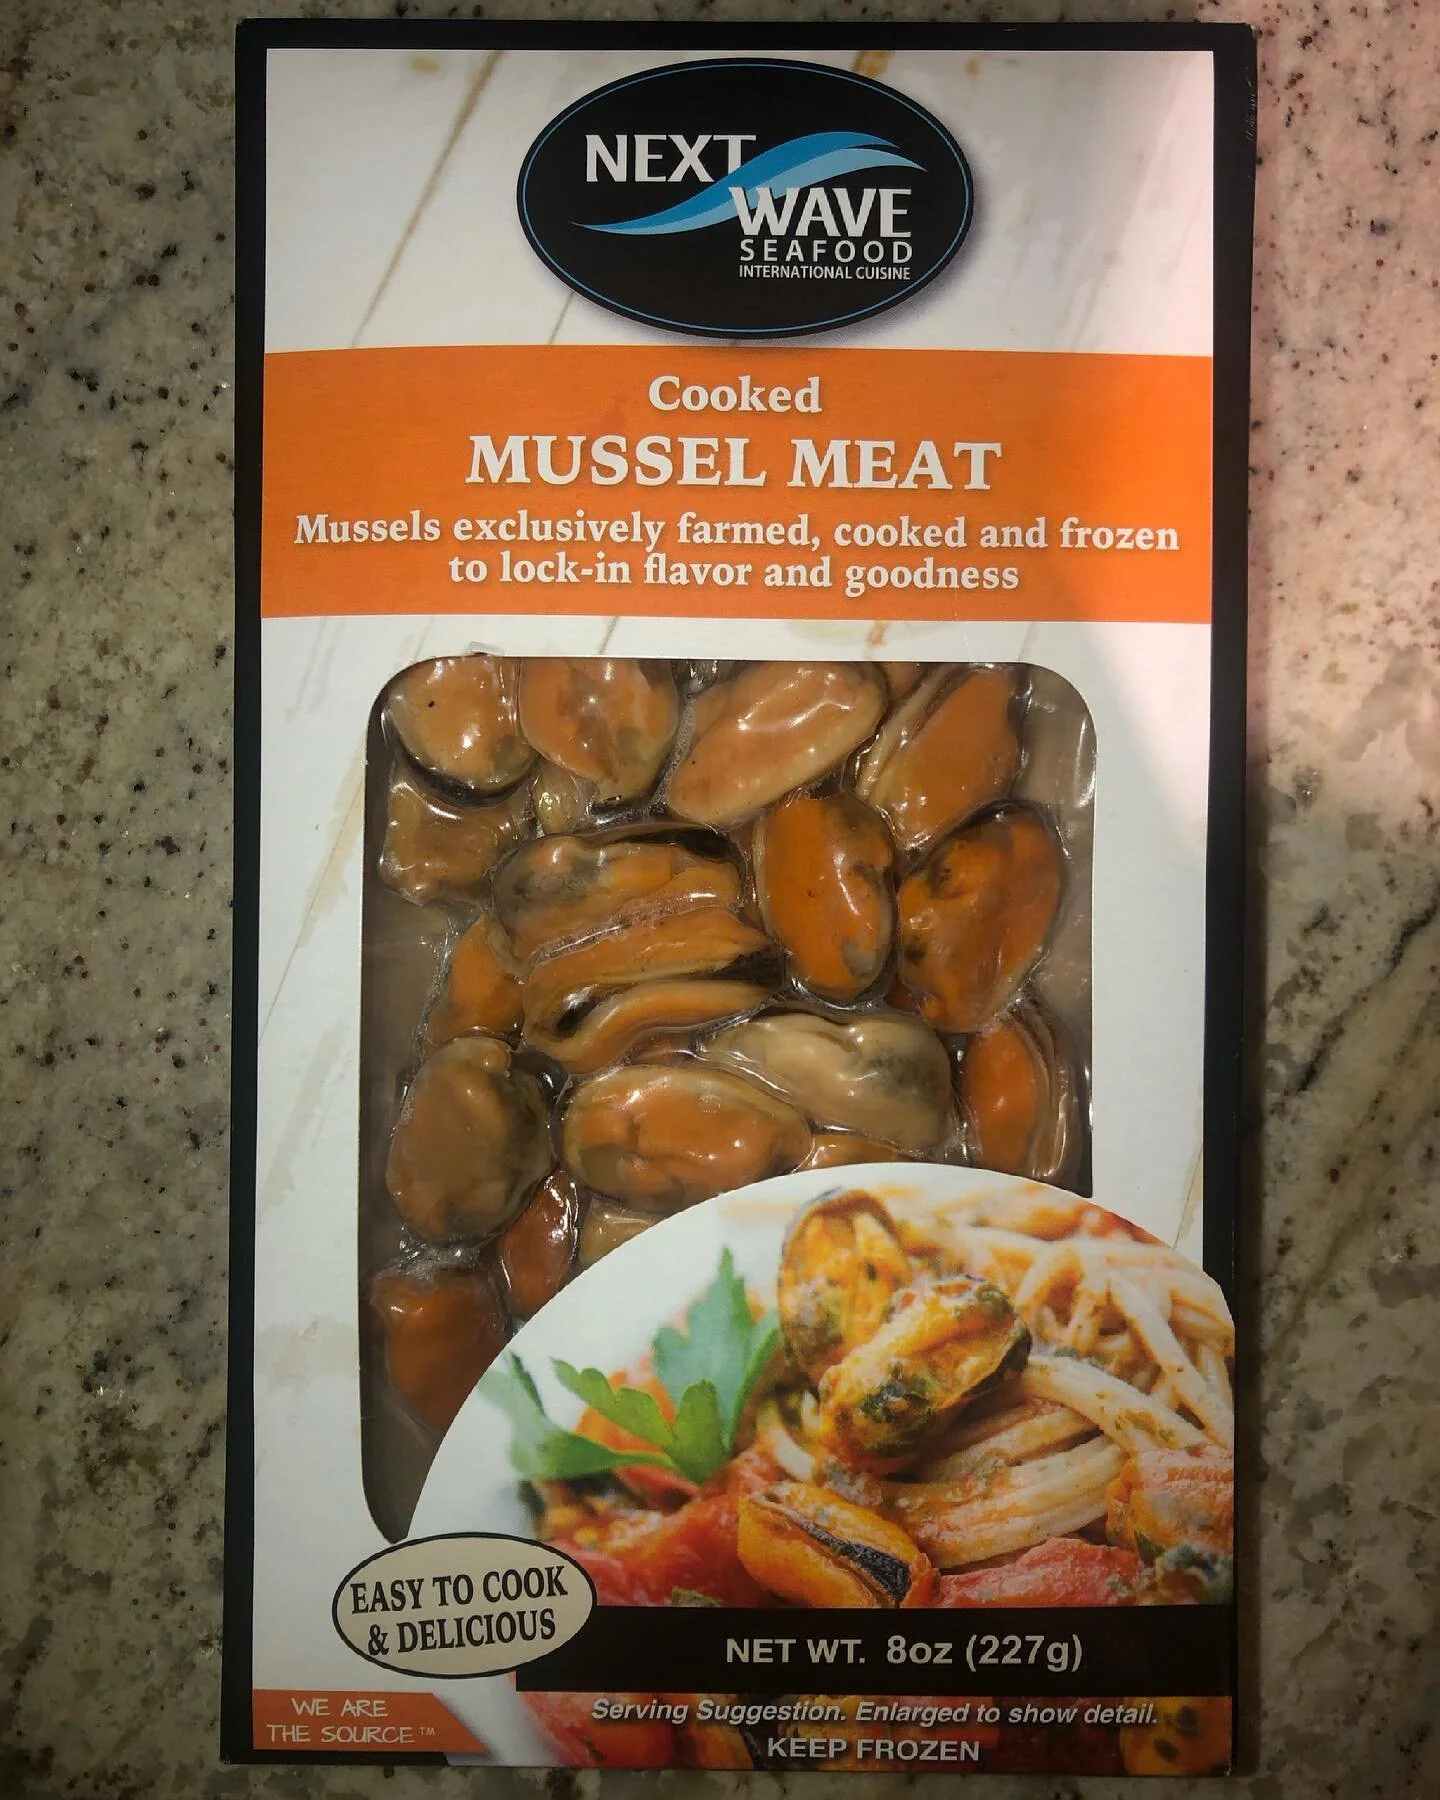 NEXT
WAVE
SEAFOOD
INTERNATIONAL CUISINE
Cooked
MUSSEL MEAT
Mussels exclusively farmed, cooked and frozen
to lock-in flavor and goodness
EASY TO COOK
& DELICIOUS
NET WT. 8oz (227g)
WE ARE
THE SOURCE™
Serving Suggestion. Enlarged to show detail.
KEEP FROZEN